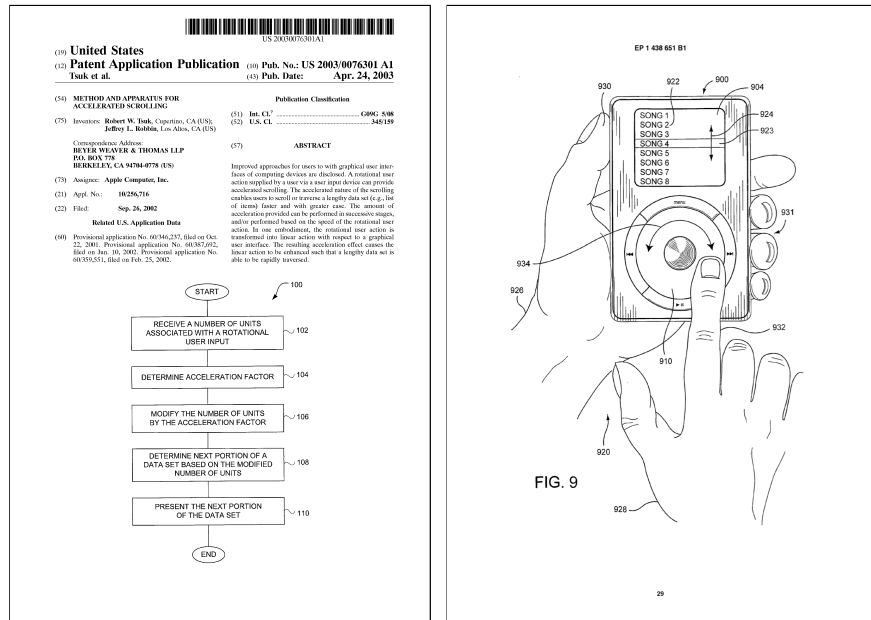 US 20030076301A1
(19) United States
(12) Patent Application Publication (10) Pub. No.: US 2003/0076301 A1
Tsuk et al. (43) Pub. Date: Apr. 24, 2003
(54) METHOD AND APPARATUS FOR
ACCELERATED SCROLLING
(75) Inventors: Robert W. Tsuk, Cupertino, CA (US);
Jeffrey L. Robbin, Los Altos, CA (US)
Correspondence Address:
BEYER WEAVER & THOMAS LLP
P.O. BOX 778
BERKELEY, CA 94704-0778 (US)
(73) Assignee: Apple Computer, Inc.
(21) Appl. No.: 10/256,716
(22) Filed: Sep. 26, 2002
Related U.S. Application Data
(60) Provisional application No. 60/346,237, filed on Oct.
22, 2001. Provisional application No. 60/387,692,
filed on Jun. 10, 2002. Provisional application No.
60/359,551, filed on Feb. 25, 2002.
Publication Classification
(51) Int. Cl.7 ........................... G09G 5/08
(52) U.S. Cl. ........................... 345/159
(57) ABSTRACT
Improved approaches for users to with graphical user inter-
faces of computing devices are disclosed. A rotational user
action supplied by a user via a user input device can provide
accelerated scrolling. The accelerated nature of the scrolling
enables users to scroll or traverse a lengthy data set (e.g., list
of items) faster and with greater ease. The amount of
acceleration provided can be performed in successive stages,
and/or performed based on the speed of the rotational user
action. In one embodiment, the rotational user action is
transformed into linear action with respect to a graphical
user interface. The resulting acceleration effect causes the
linear action to be enhanced such that a lengthy data set is
able to be rapidly traversed.
START
100
RECEIVE A NUMBER OF UNITS
ASSOCIATED WITH A ROTATIONAL
USER INPUT
102
DETERMINE ACCELERATION FACTOR
104
MODIFY THE NUMBER OF UNITS
BY THE ACCELERATION FACTOR
106
DETERMINE NEXT PORTION OF A
DATA SET BASED ON THE MODIFIED
NUMBER OF UNITS
108
PRESENT THE NEXT PORTION
OF THE DATA SET
110
END
EP 1 438 651 B1
930
922
900
904
924
923
SONG 1
SONG 2
SONG 3
SONG 4
SONG 5
SONG 6
SONG 7
SONG 8
menu
931
934
926
910
932
920
FIG. 9
928
29